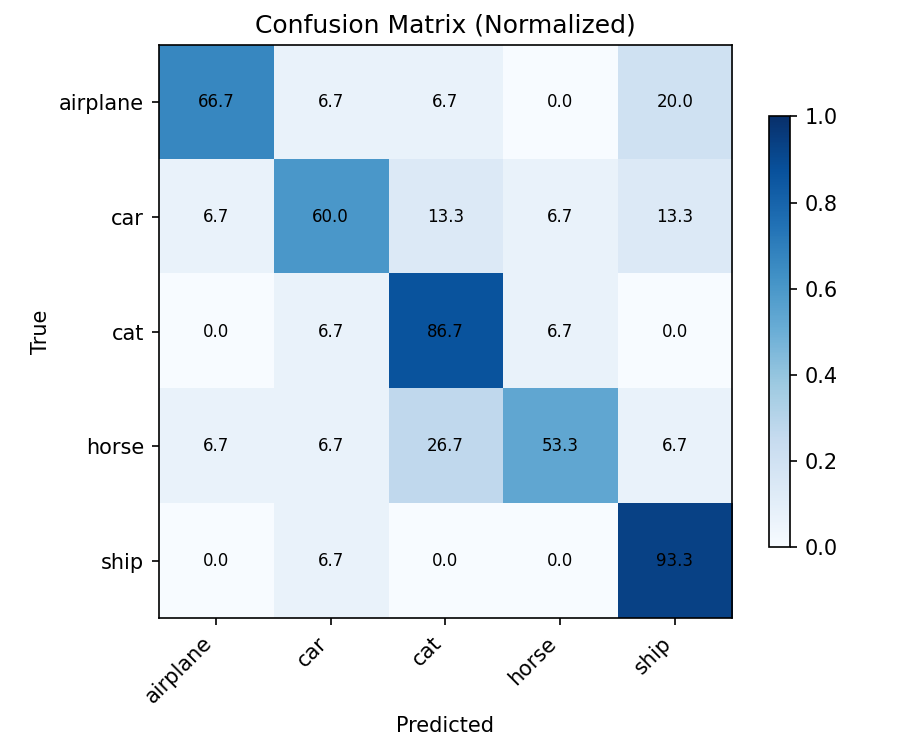 Confusion Matrix (Normalized)
airplane 66.7 6.7 6.7 0.0 20.0
car 6.7 60.0 13.3 6.7 13.3
cat 0.0 6.7 86.7 6.7 0.0
horse 6.7 6.7 26.7 53.3 6.7
ship 0.0 6.7 0.0 0.0 93.3
airplane car cat horse ship
Predicted
True
1.0
0.8
0.6
0.4
0.2
0.0